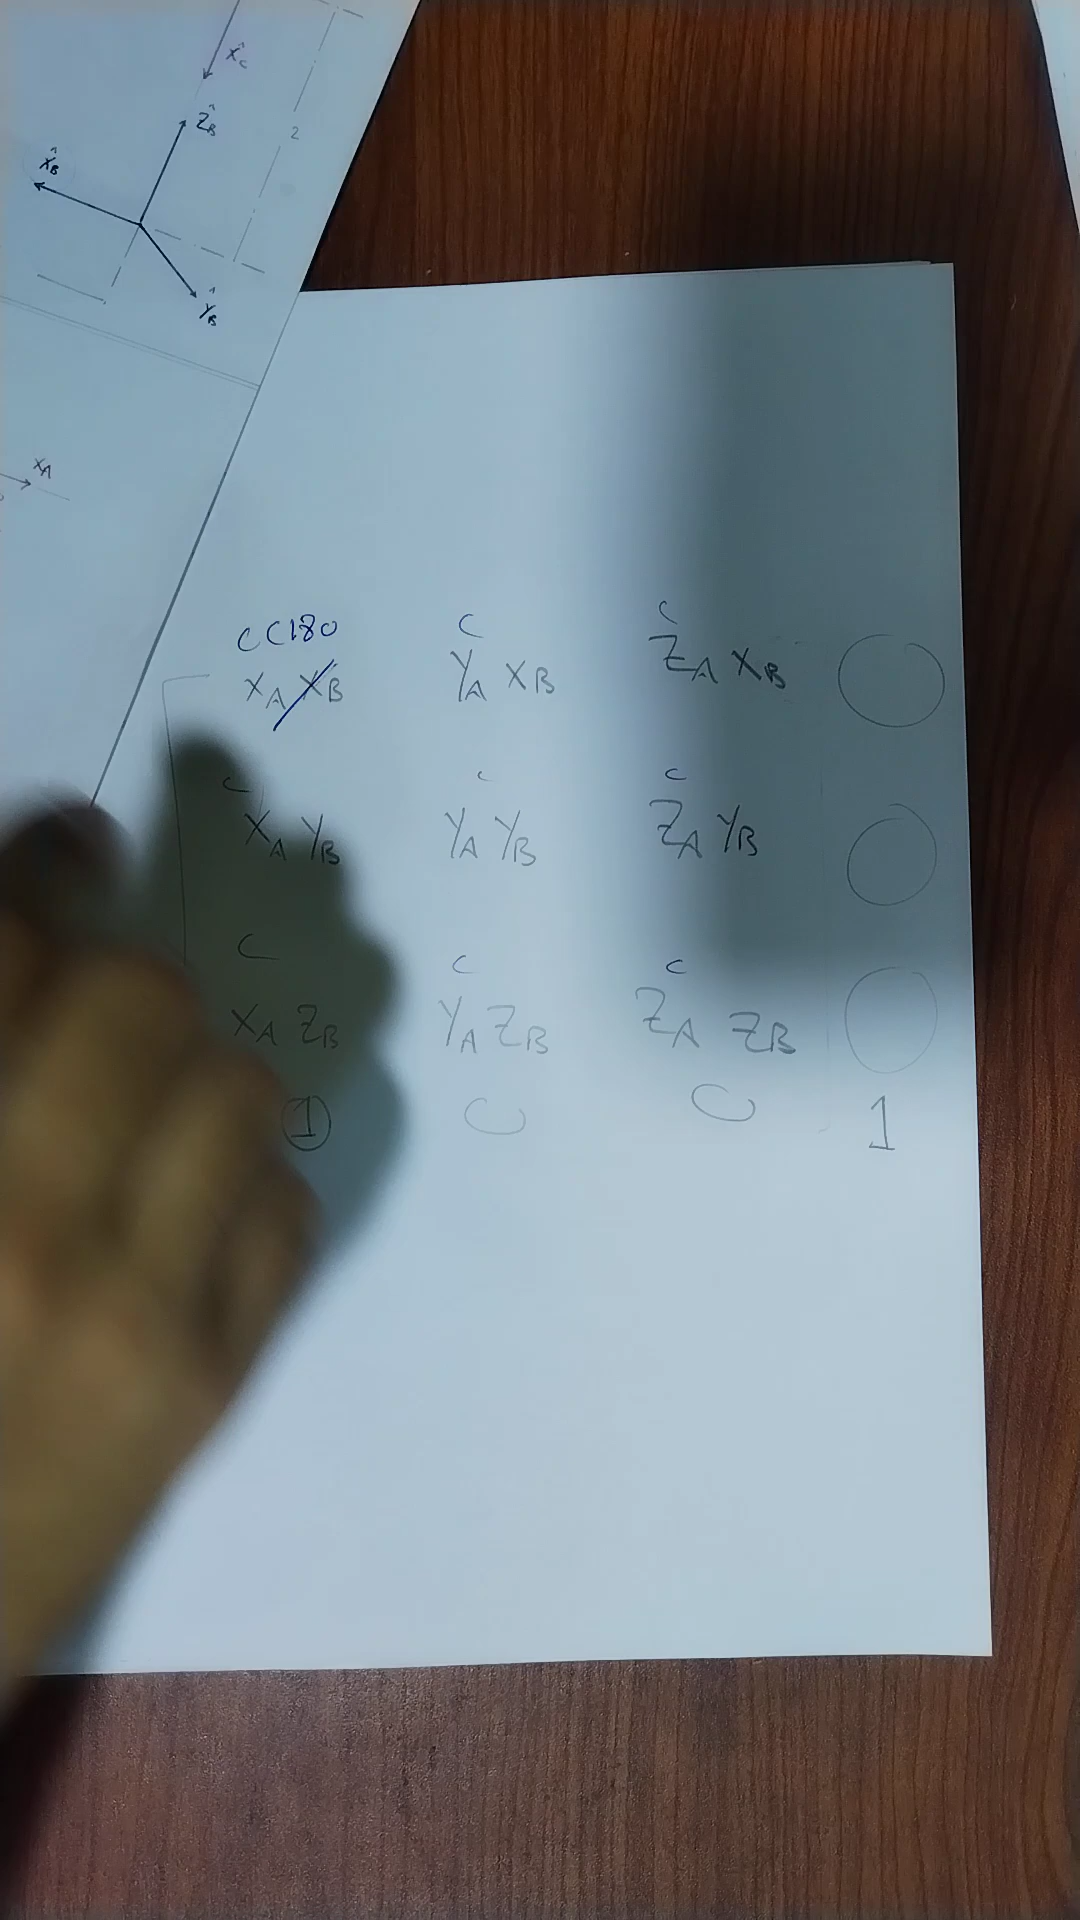 X̂C
2
ẐB
X̂B
ŶB
XA
CC180 C C
XA XB YA XB ZA XB
C C C
XA YB YA YB ZA YB
C C C
XA ZB YA ZB ZA ZB
1 1